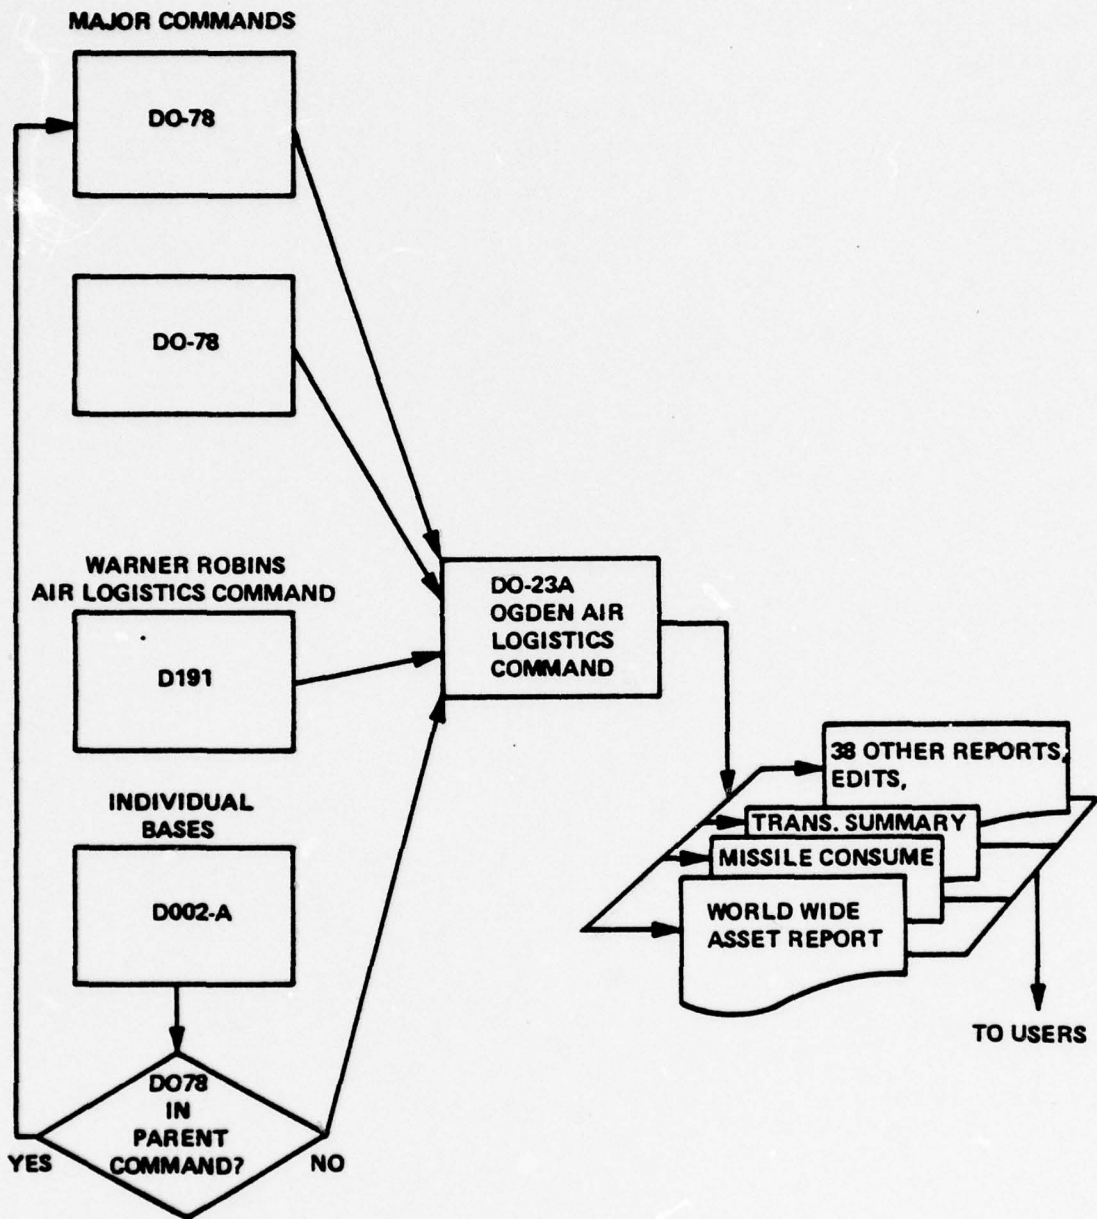 MAJOR COMMANDS
DO-78
DO-78
WARNER ROBINS
AIR LOGISTICS COMMAND
D191
DO-23A
OGDEN AIR
LOGISTICS
COMMAND
INDIVIDUAL
BASES
D002-A
DO78
IN
PARENT
COMMAND?
YES
NO
38 OTHER REPORTS,
EDITS,
TRANS. SUMMARY
MISSILE CONSUME
WORLD WIDE
ASSET REPORT
TO USERS